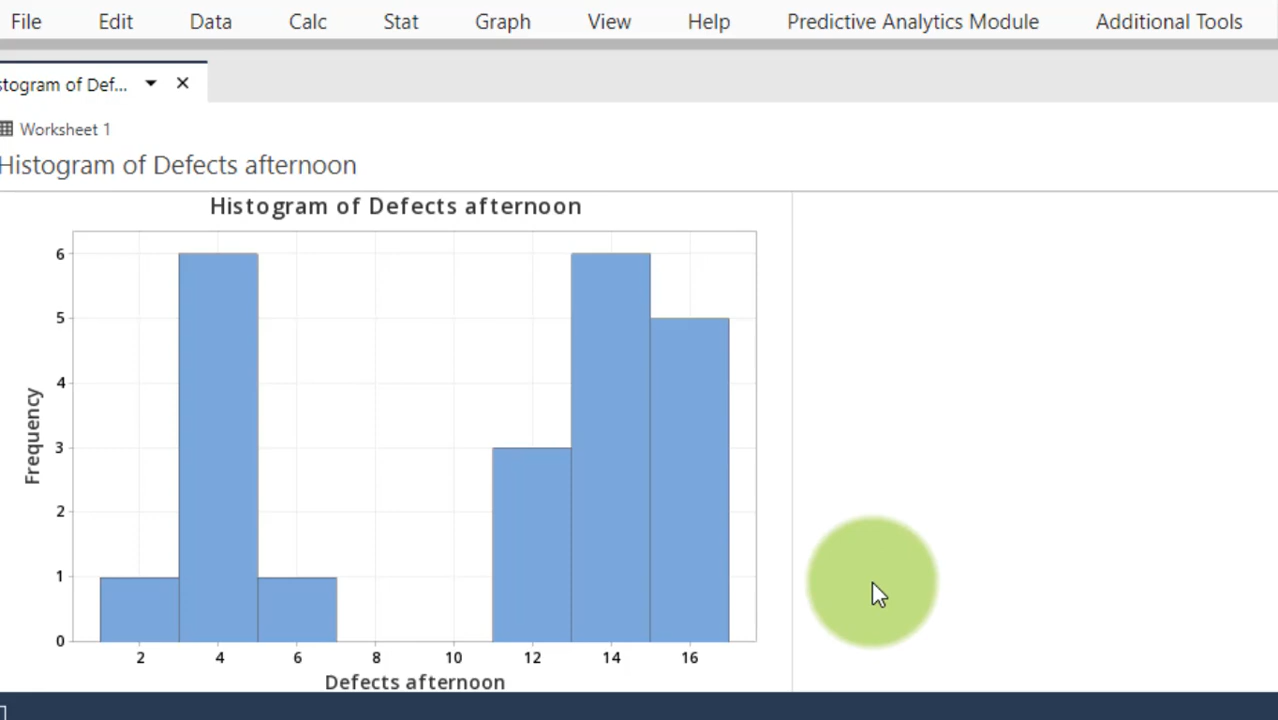 File Edit Data Calc Stat Graph View Help Predictive Analytics Module Additional Tools
stogram of Def...
Worksheet 1
Histogram of Defects afternoon
Histogram of Defects afternoon
6
5
4
3
2
1
0
Frequency
2 4 6 8 10 12 14 16
Defects afternoon